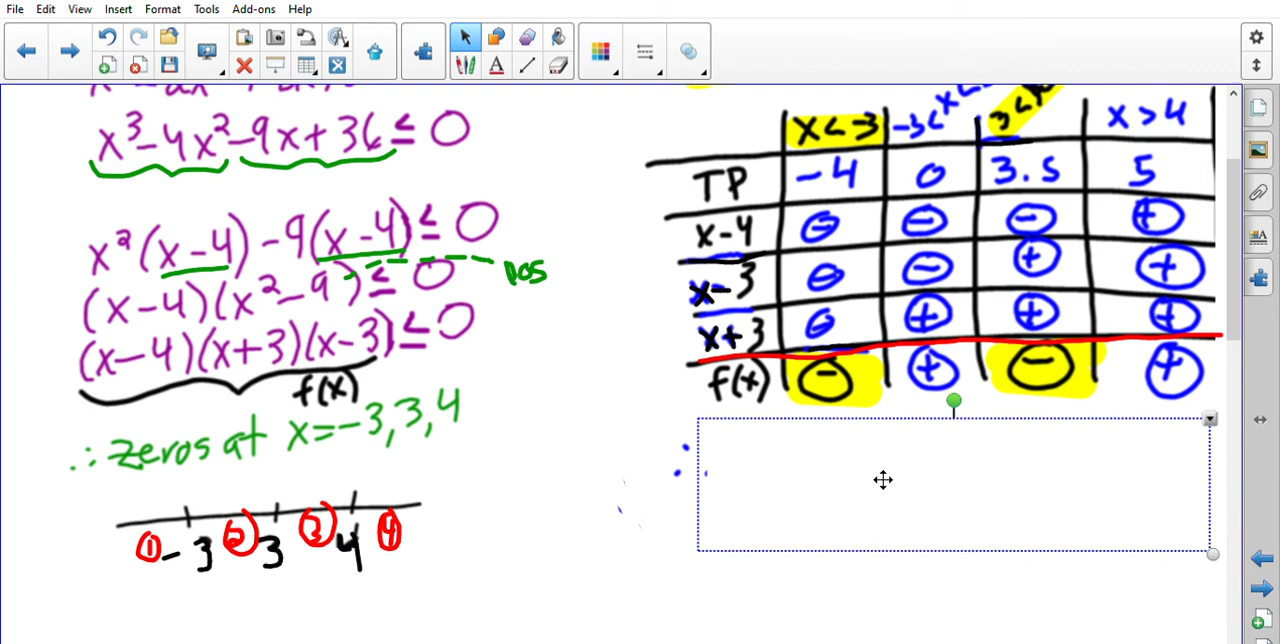 File Edit View Insert Format Tools Add-ons Help
x³-4x²-9x+36 ≤ 0
x²(x-4) -9(x-4) ≤ 0
pos
(x-4)(x²-9) ≤ 0
(x-4)(x+3)(x-3) ≤ 0
f(x)
∴ zeros at x=-3,3,4
① -3 ② 3 ③ 4 ④
x<-3 -3<x< 3<x x>4
TP -4 0 3.5 5
x-4 - - - +
x-3 - - + +
x+3 - + + +
f(x) - + - +
∴